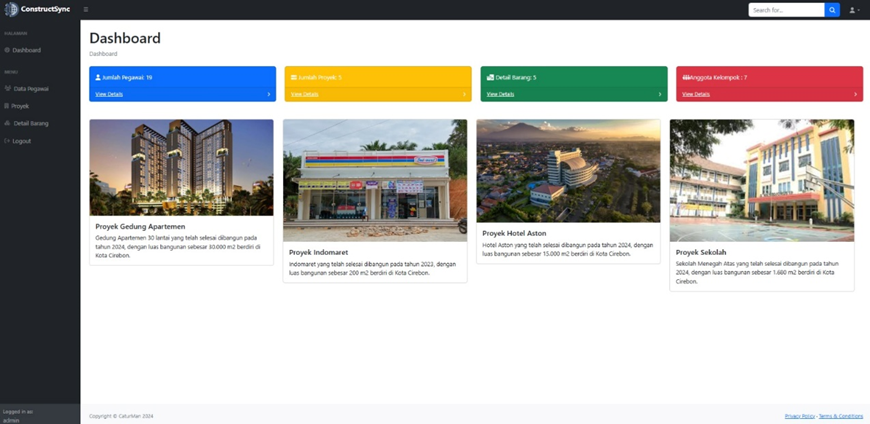 ConstructSync
Search for...
HALAMAN
Dashboard
MENU
Data Pegawai
Proyek
Detail Barang
Logout
Logged in as:
admin
Dashboard
Dashboard
Jumlah Pegawai: 19
View Details
Jumlah Proyek: 5
View Details
Detail Barang: 5
View Details
Anggota Kelompok : 7
View Details
Proyek Gedung Apartemen
Gedung Apartemen 30 lantai yang telah selesai dibangun pada
tahun 2024, dengan luas bangunan sebesar 30.000 m2 berdiri di
Kota Cirebon.
Proyek Indomaret
Indomaret yang telah selesai dibangun pada tahun 2023, dengan
luas bangunan sebesar 200 m2 berdiri di Kota Cirebon.
Proyek Hotel Aston
Hotel Aston yang telah selesai dibangun pada tahun 2024, dengan
luas bangunan sebesar 15.000 m2 berdiri di Kota Cirebon.
Proyek Sekolah
Sekolah Menegah Atas yang telah selesai dibangun pada tahun
2024, dengan luas bangunan sebesar 1.680 m2 berdiri di Kota
Cirebon.
Copyright © CaturMan 2024
Privacy Policy · Terms & Conditions